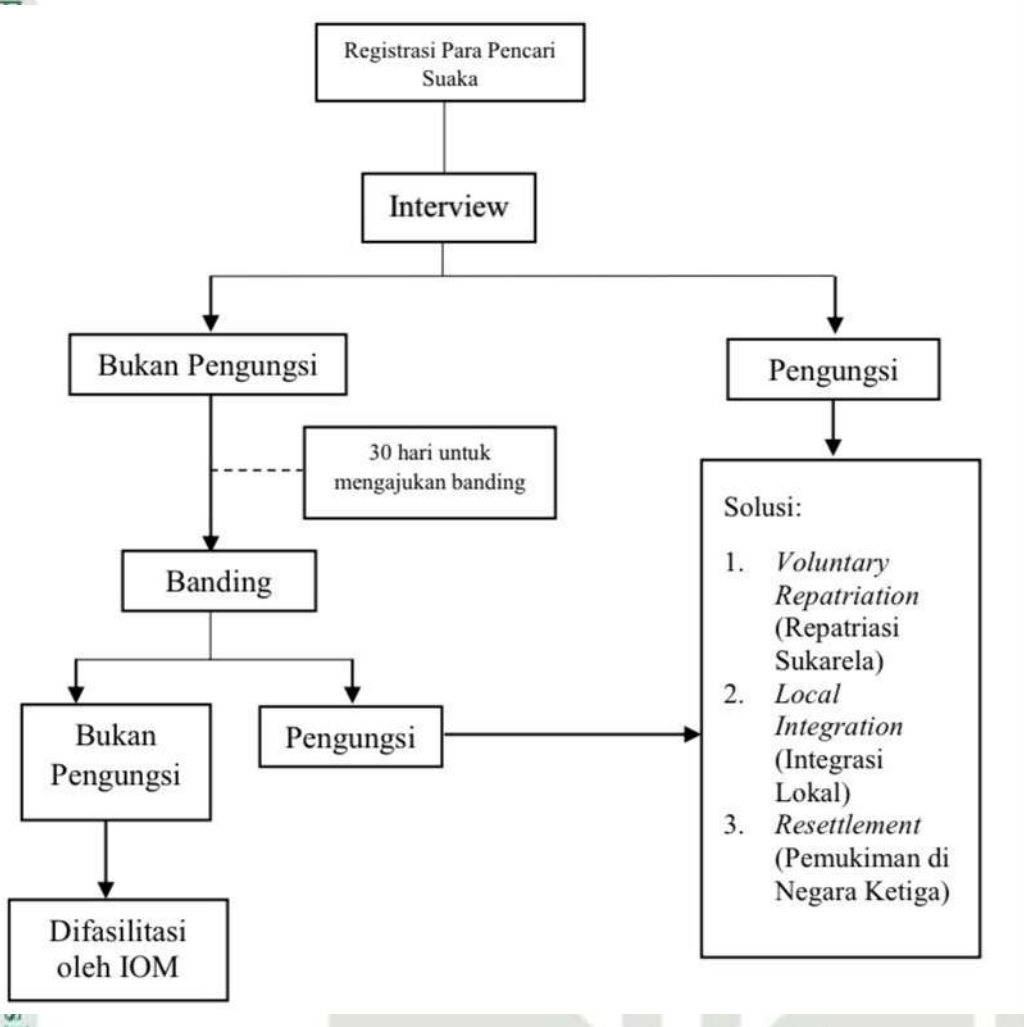 Registrasi Para Pencari
Suaka
Interview
Bukan Pengungsi
Pengungsi
30 hari untuk
mengajukan banding
Banding
Bukan
Pengungsi
Pengungsi
Difasilitasi
oleh IOM
Solusi:
1. Voluntary
Repatriation
(Repatriasi
Sukarela)
2. Local
Integration
(Integrasi
Lokal)
3. Resettlement
(Pemukiman di
Negara Ketiga)